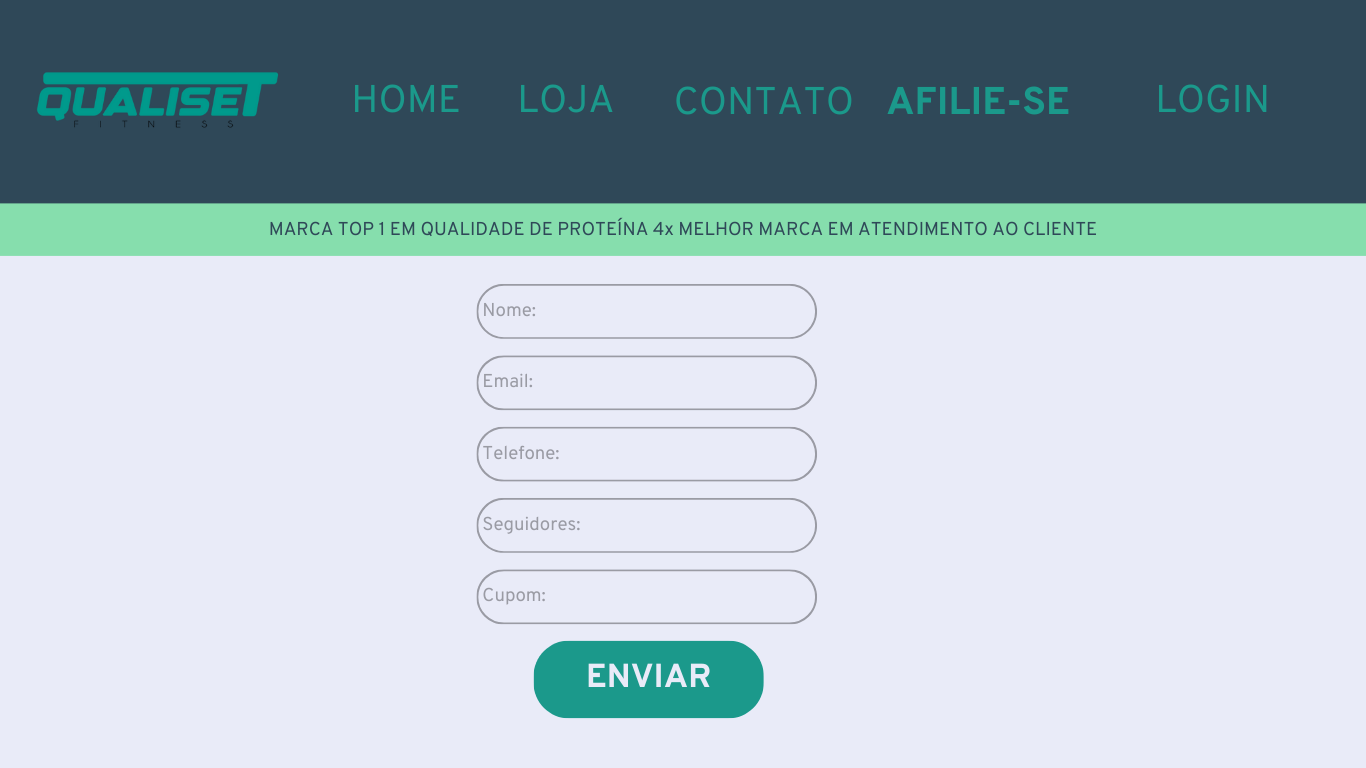 QUALISET
FITNESS
HOME LOJA CONTATO AFILIE-SE LOGIN
MARCA TOP 1 EM QUALIDADE DE PROTEÍNA 4x MELHOR MARCA EM ATENDIMENTO AO CLIENTE
Nome:
Email:
Telefone:
Seguidores:
Cupom:
ENVIAR